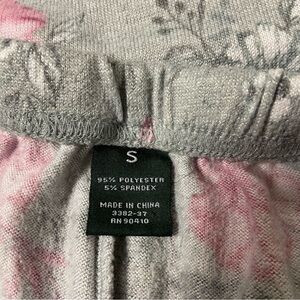 S
95% POLYESTER
5% SPANDEX
MADE IN CHINA
3382-37
RN 90410